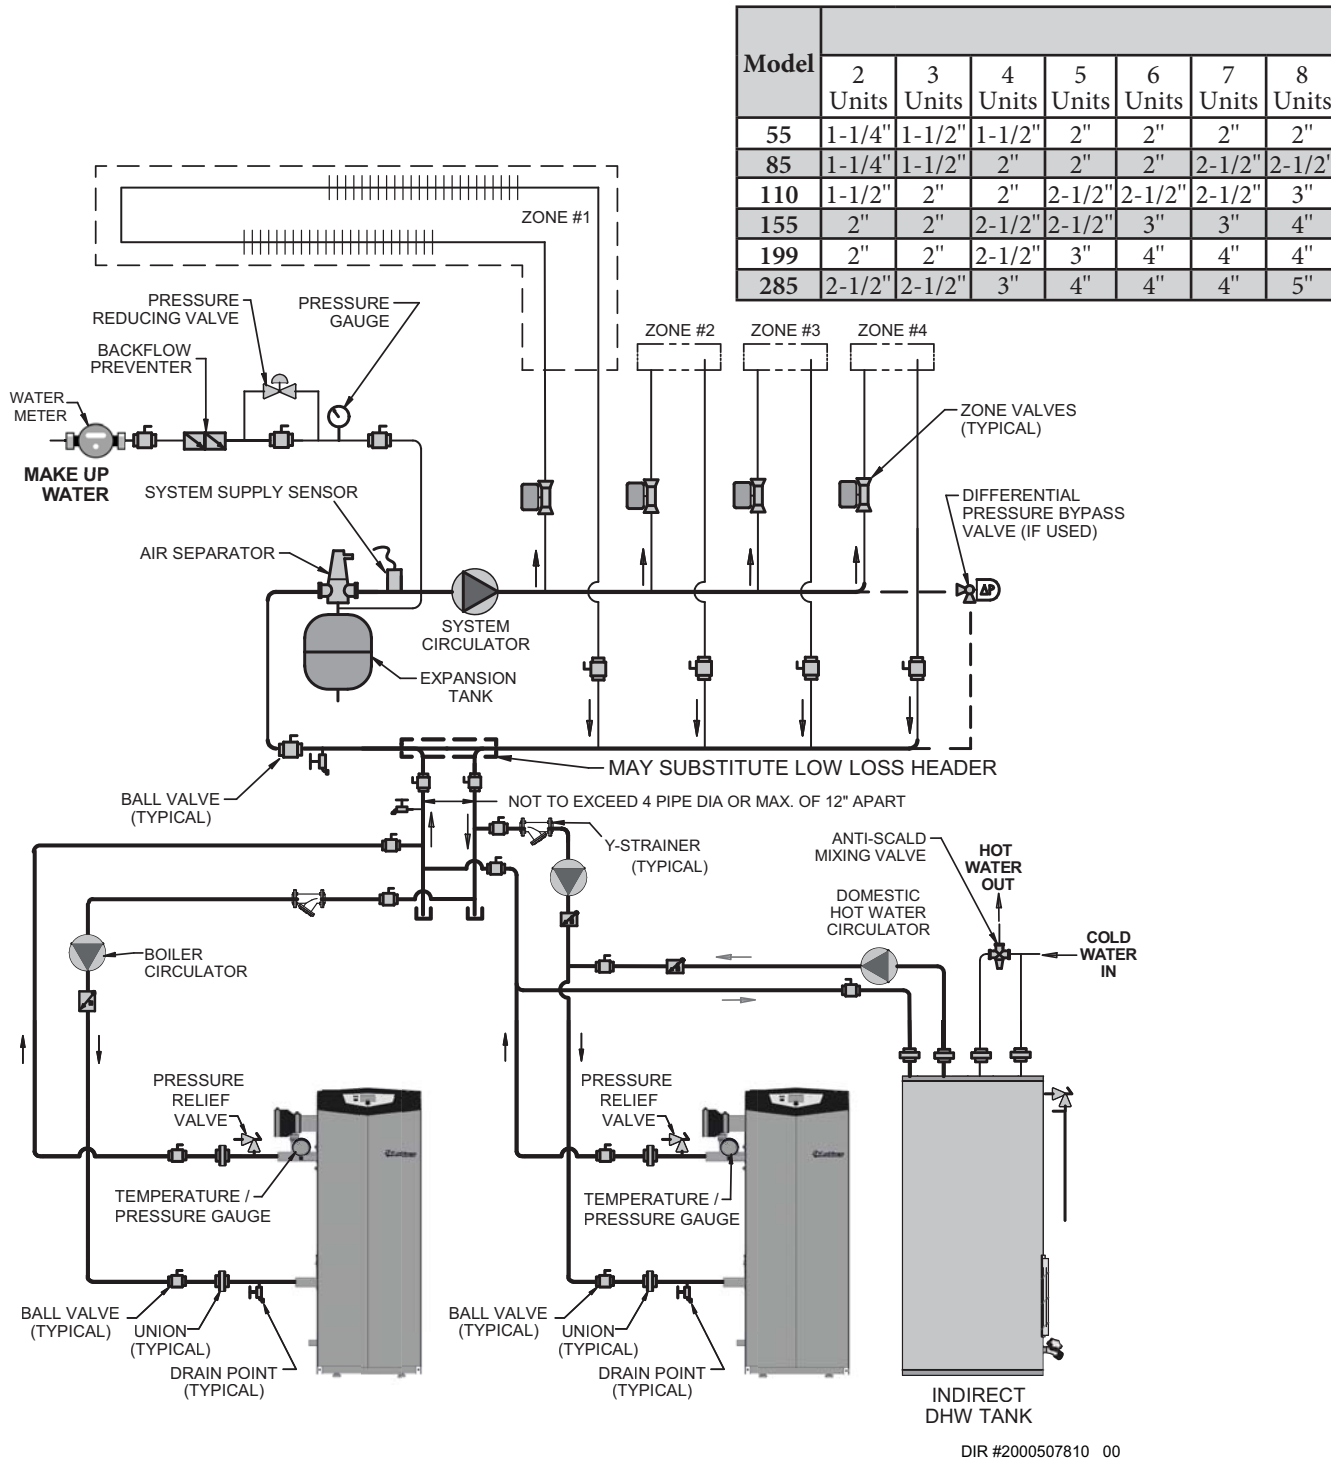 Model
2 Units 3 Units 4 Units 5 Units 6 Units 7 Units 8 Units
55 1-1/4" 1-1/2" 1-1/2" 2" 2" 2" 2"
85 1-1/4" 1-1/2" 2" 2" 2" 2-1/2" 2-1/2"
110 1-1/2" 2" 2" 2-1/2" 2-1/2" 2-1/2" 3"
155 2" 2" 2-1/2" 2-1/2" 3" 3" 4"
199 2" 2" 2-1/2" 3" 4" 4" 4"
285 2-1/2" 2-1/2" 3" 4" 4" 4" 5"
ZONE #1
PRESSURE
REDUCING VALVE
PRESSURE
GAUGE
ZONE #2
ZONE #3
ZONE #4
BACKFLOW
PREVENTER
WATER
METER
ZONE VALVES
(TYPICAL)
MAKE UP
WATER
SYSTEM SUPPLY SENSOR
DIFFERENTIAL
PRESSURE BYPASS
VALVE (IF USED)
AIR SEPARATOR
ΔP
SYSTEM
CIRCULATOR
EXPANSION
TANK
MAY SUBSTITUTE LOW LOSS HEADER
BALL VALVE
(TYPICAL)
NOT TO EXCEED 4 PIPE DIA OR MAX. OF 12" APART
Y-STRAINER
(TYPICAL)
ANTI-SCALD
MIXING VALVE
HOT
WATER
OUT
DOMESTIC
HOT WATER
CIRCULATOR
COLD
WATER
IN
BOILER
CIRCULATOR
PRESSURE
RELIEF
VALVE
PRESSURE
RELIEF
VALVE
Lochinvar
Lochinvar
TEMPERATURE /
PRESSURE GAUGE
TEMPERATURE /
PRESSURE GAUGE
BALL VALVE
(TYPICAL)
UNION
(TYPICAL)
DRAIN POINT
(TYPICAL)
BALL VALVE
(TYPICAL)
UNION
(TYPICAL)
DRAIN POINT
(TYPICAL)
INDIRECT
DHW TANK
DIR #2000507810 00